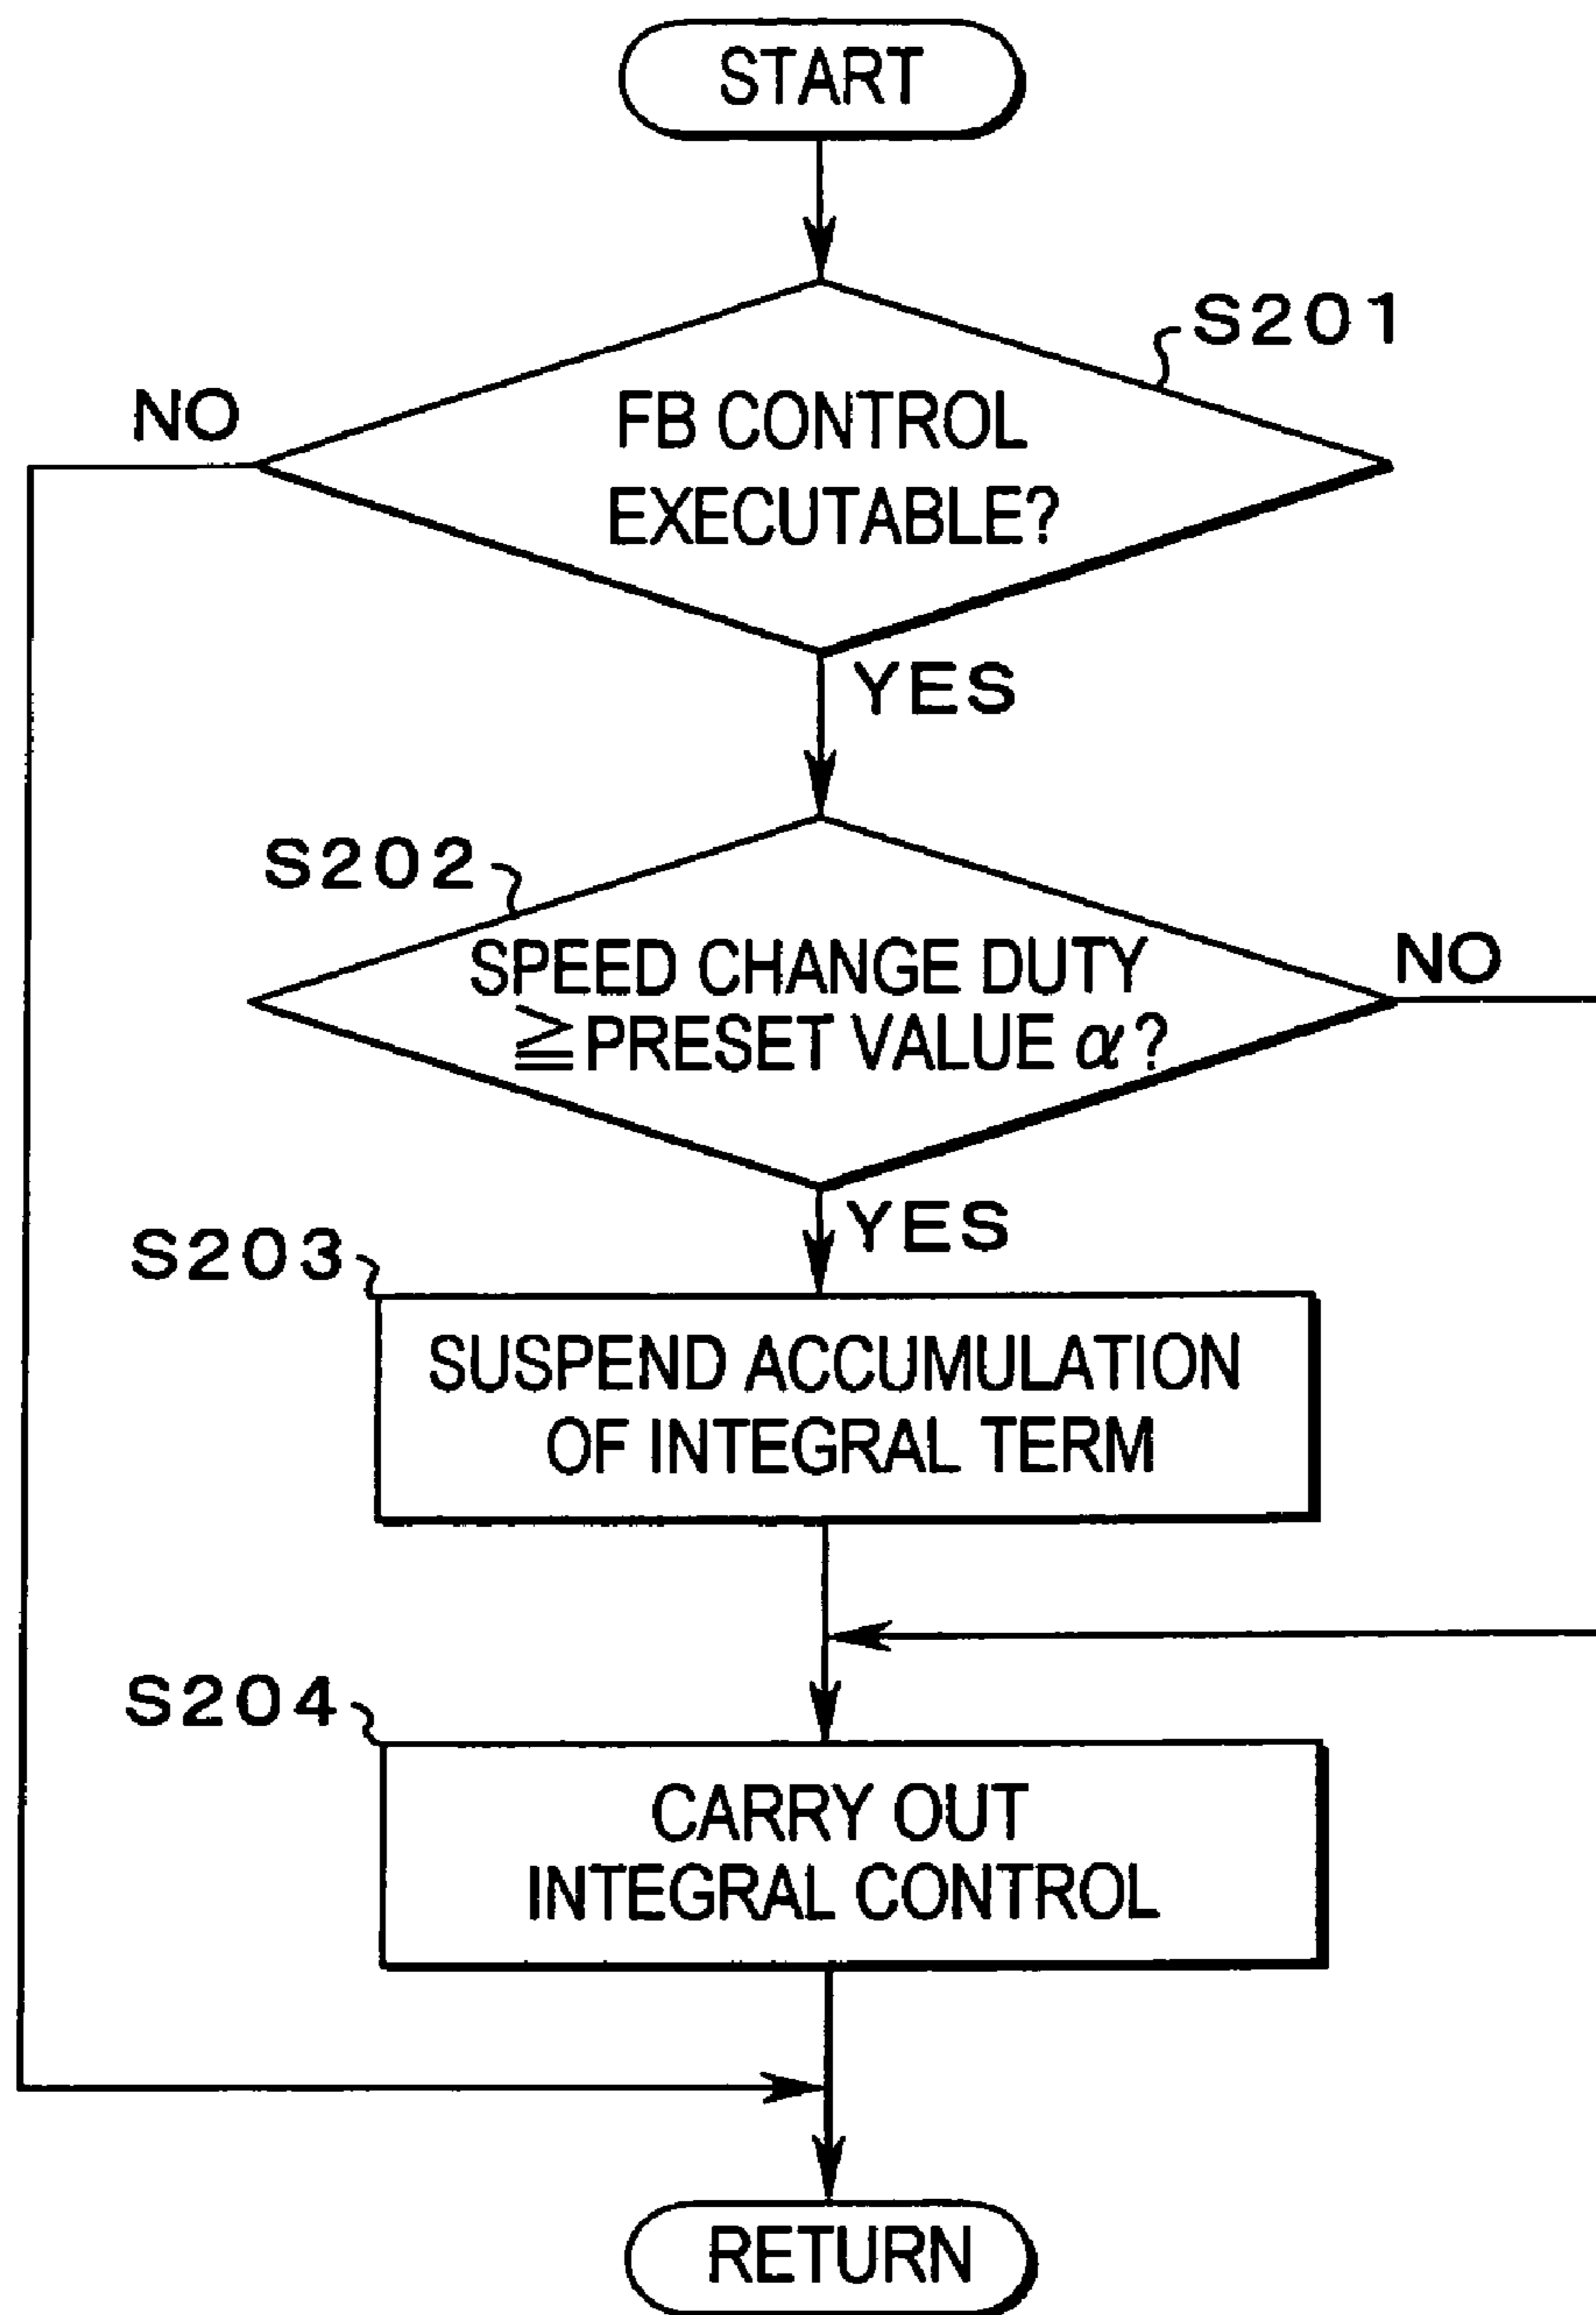 START
S201
NO
FB CONTROL
EXECUTABLE?
YES
S202
SPEED CHANGE DUTY
≧PRESET VALUE α?
NO
YES
S203
SUSPEND ACCUMULATION
OF INTEGRAL TERM
S204
CARRY OUT
INTEGRAL CONTROL
RETURN